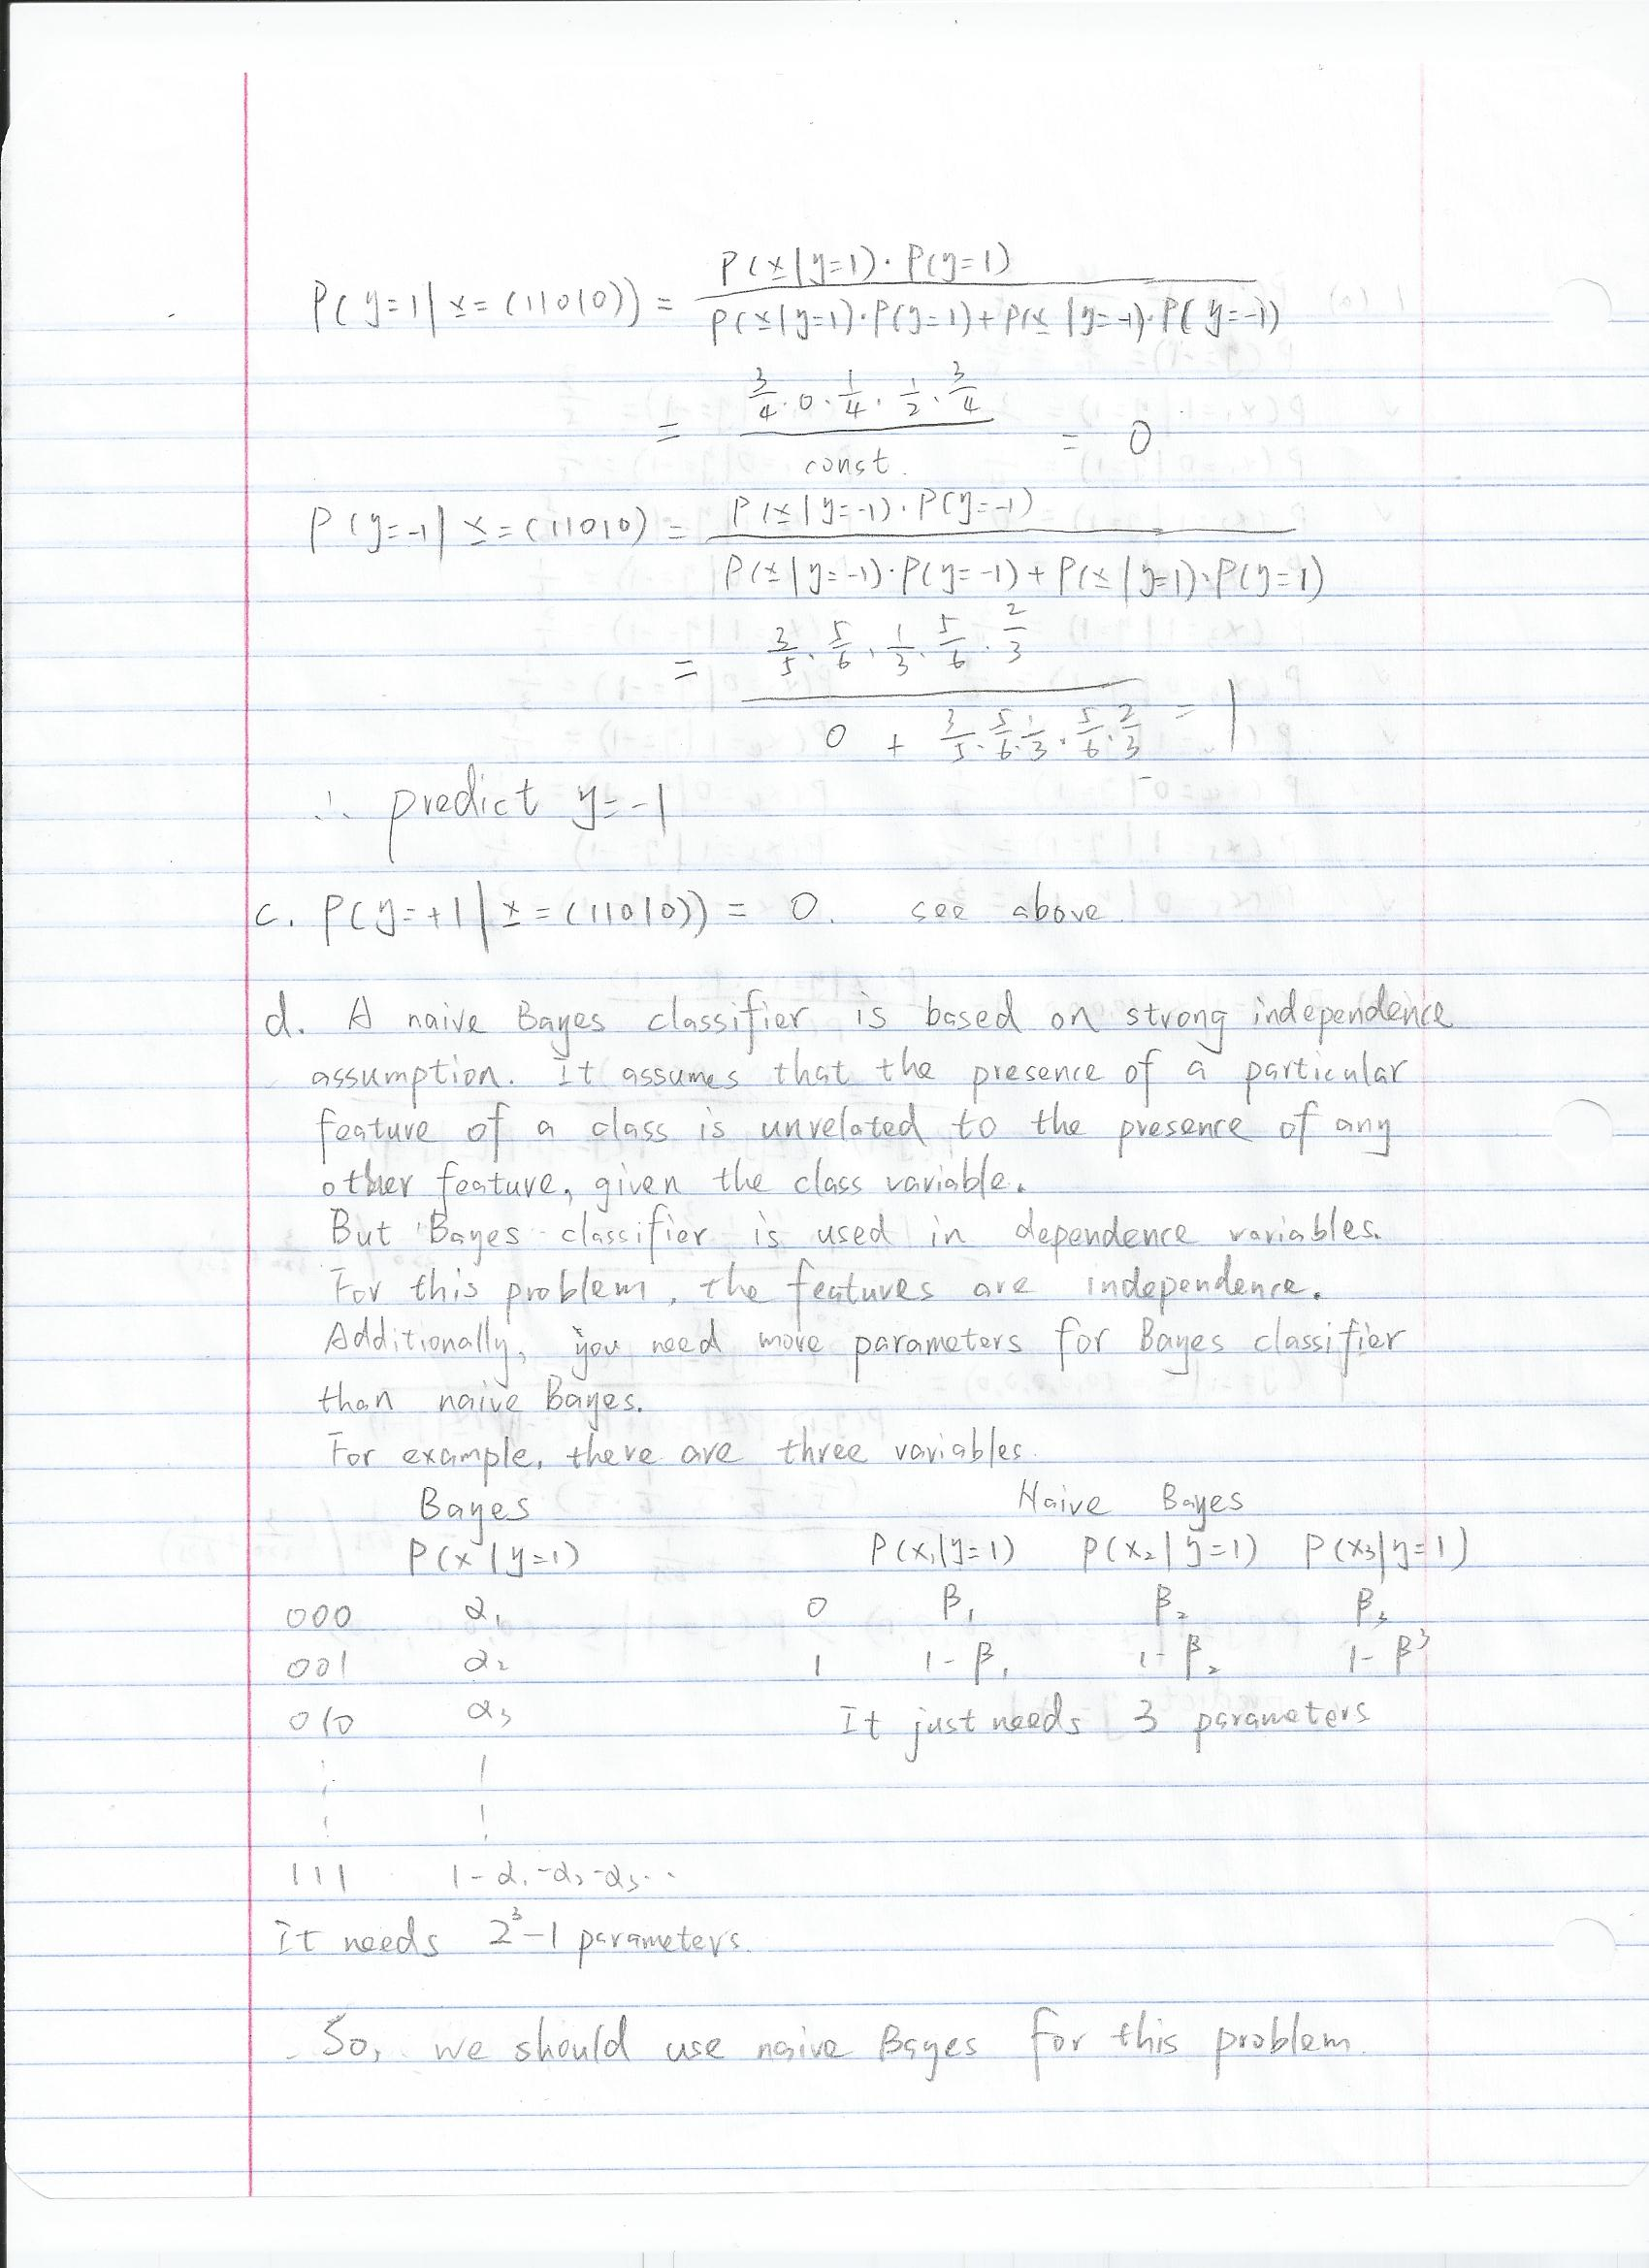 P(y=1|x=(11010)) = P(x|y=1)·P(y=1) / P(x|y=1)·P(y=1)+P(x|y=-1)·P(y=-1)
= 3/4·0·1/4·1/2·3/4 / const. = 0
P(y=-1|x=(11010) = P(x|y=-1)·P(y=-1) / P(x|y=-1)·P(y=-1)+P(x|y=1)·P(y=1)
= 3/5·5/6·1/3·5/6·2/3 / 0 + 3/5·5/6·1/3·5/6·2/3 = 1
∴ predict y=-1
c. P(y=+1|x=(11010)) = 0. see above.
d. A naive Bayes classifier is based on strong independence
assumption. It assumes that the presence of a particular
feature of a class is unrelated to the presence of any
other feature, given the class variable.
But Bayes classifier is used in dependence variables.
For this problem, the features are independence.
Additionally, you need more parameters for Bayes classifier
than naive Bayes.
For example, there are three variables.
Bayes Naive Bayes
P(x|y=1) P(x₁|y=1) P(x₂|y=1) P(x₃|y=1)
000 α₁ 0 β₁ β₂ β₃
001 α₂ 1 1-β₁ 1-β₂ 1-β³
010 α₃ It just needs 3 parameters
111 1-α₁-α₂-α₃..
It needs 2³-1 parameters.
So, we should use naive Bayes for this problem.